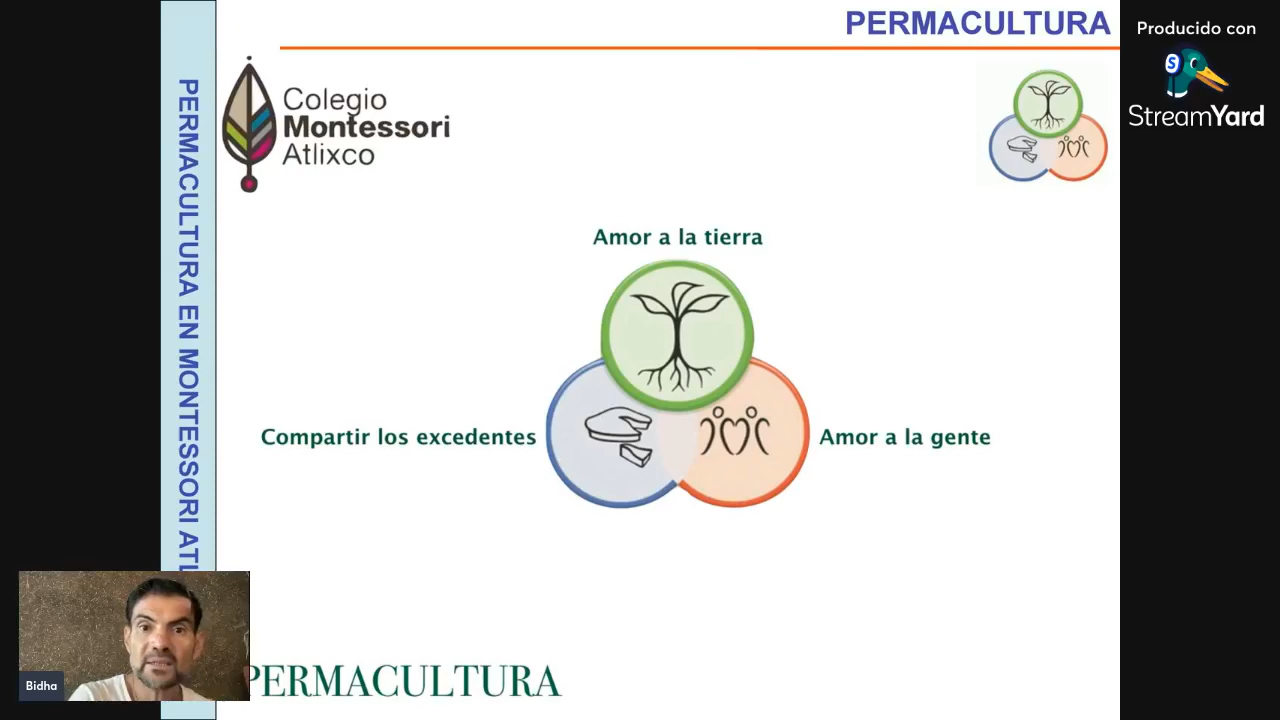 PERMACULTURA
Producido con
S
StreamYard
Colegio
Montessori
Atlixco
PERMACULTURA EN MONTESSORI
Amor a la tierra
Compartir los excedentes
Amor a la gente
Bidha
PERMACULTURA